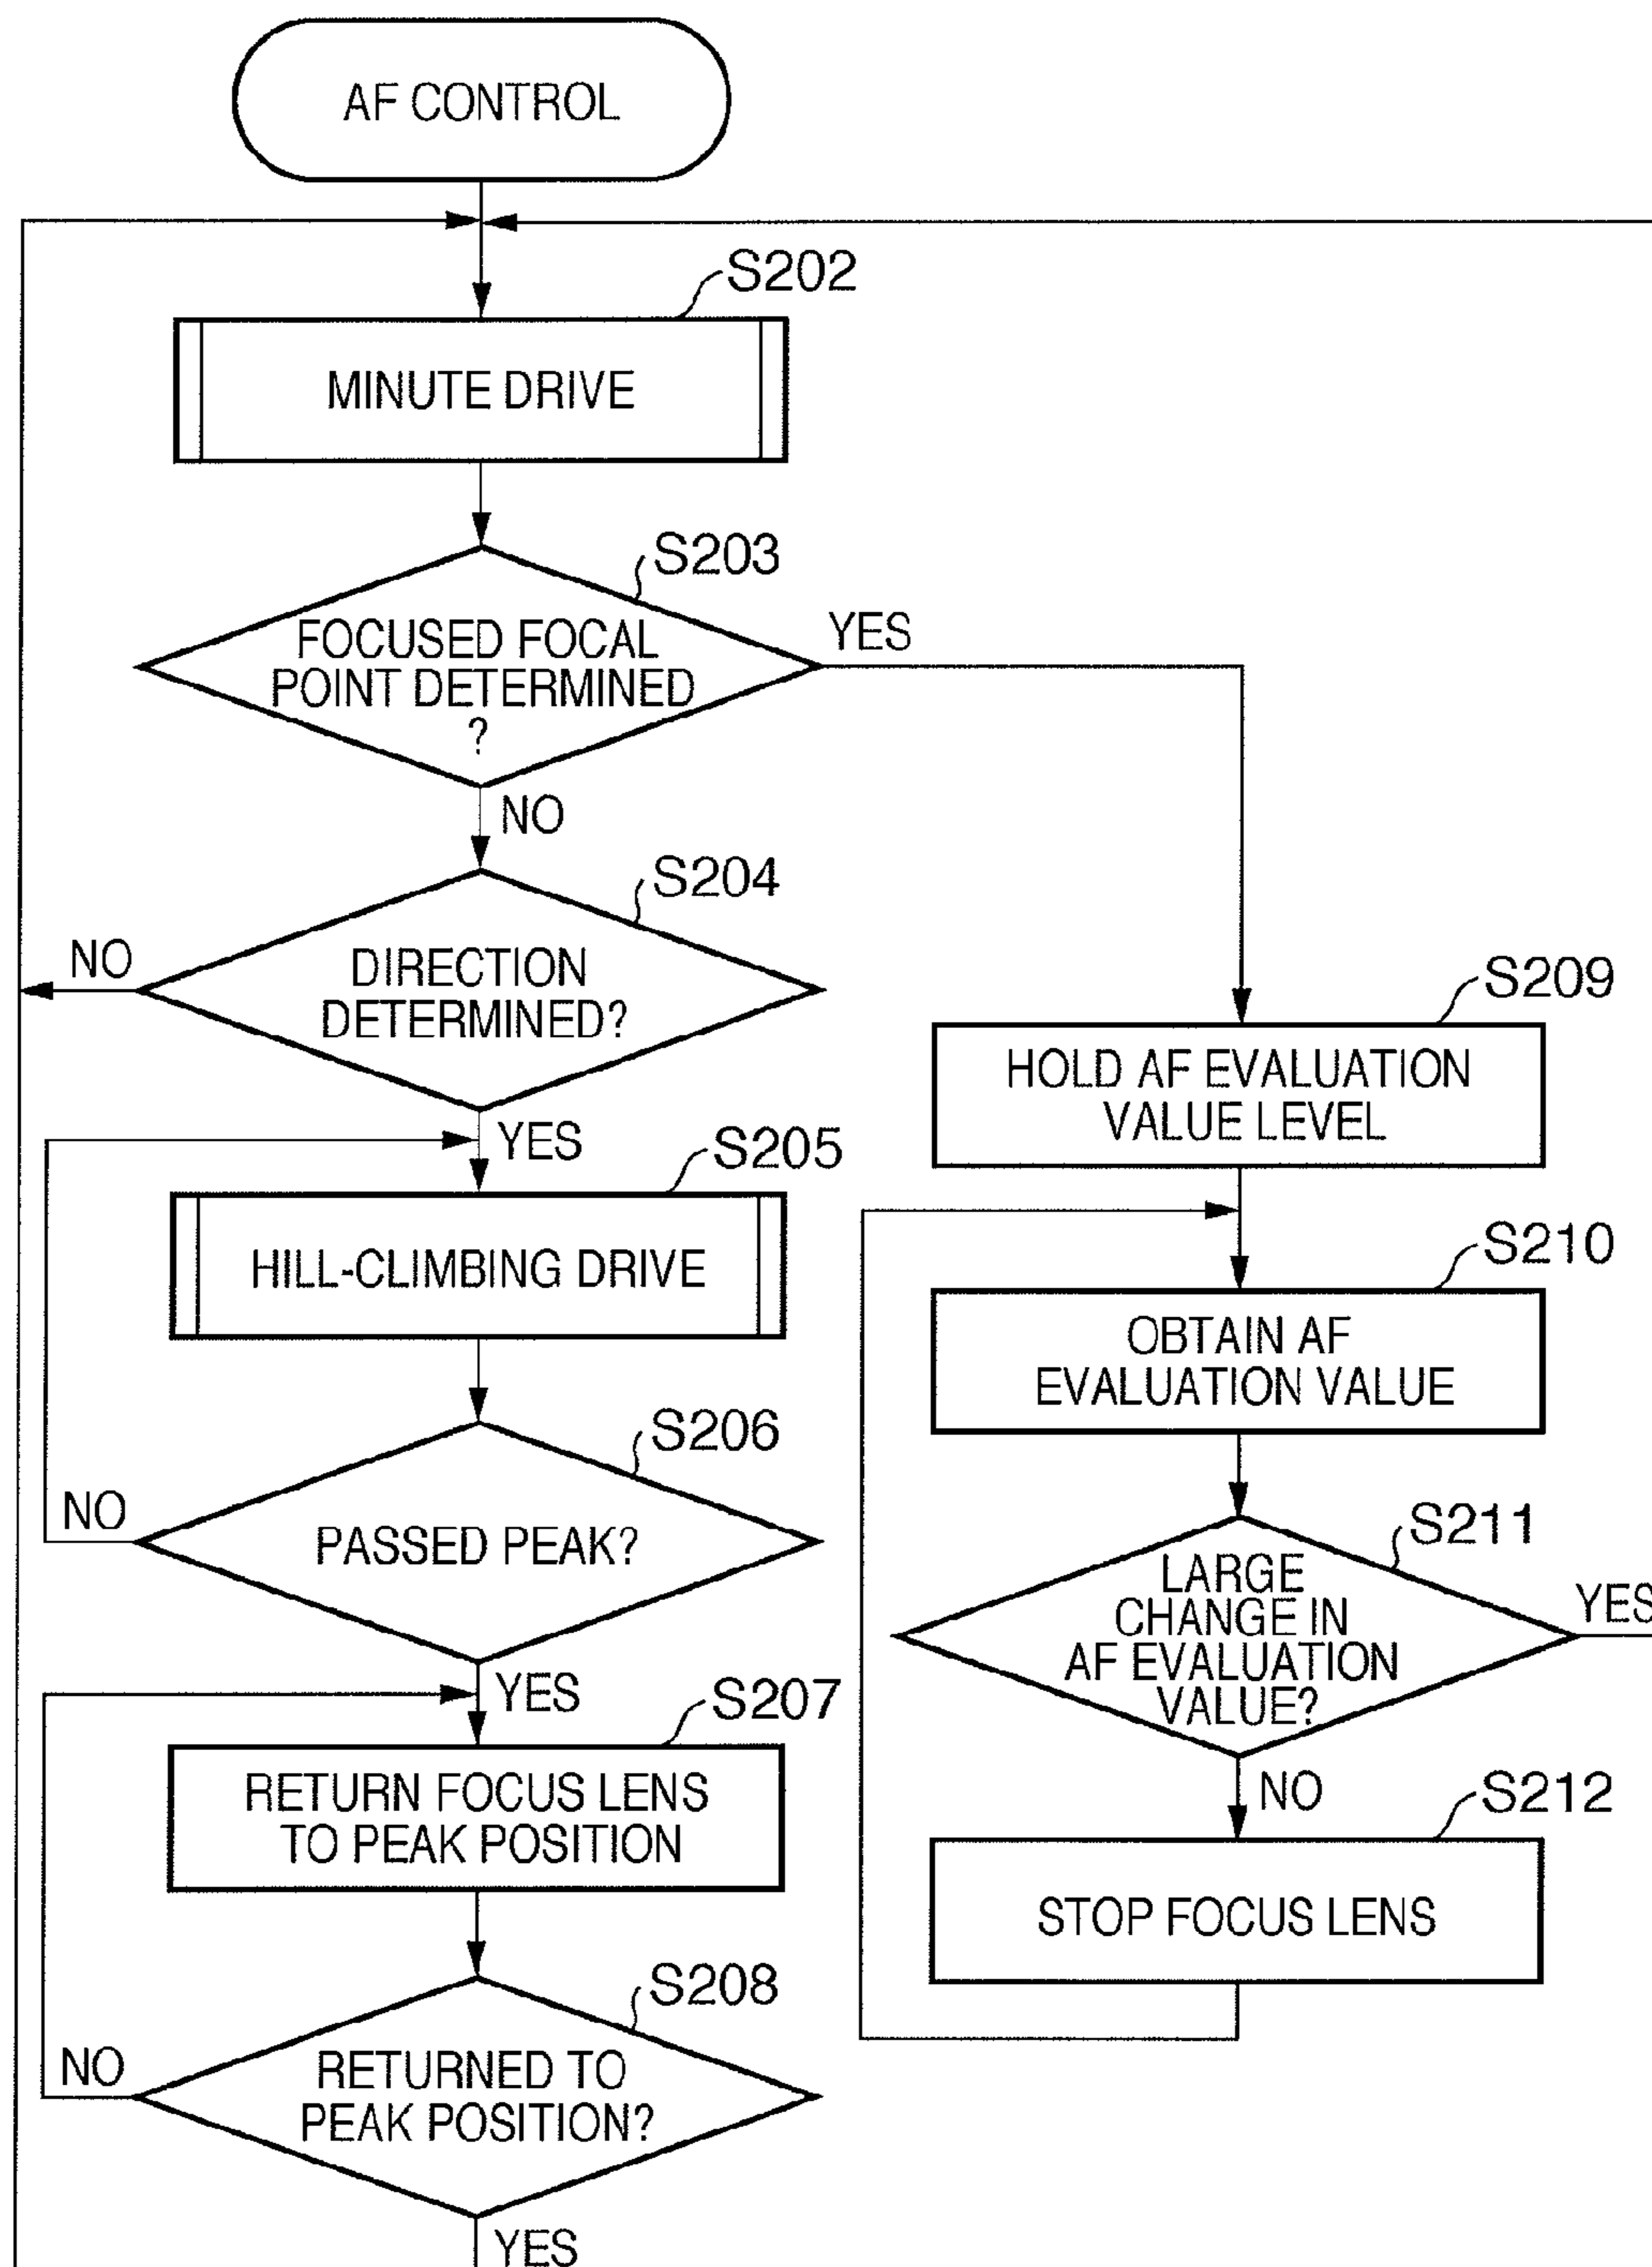 AF CONTROL
S202
MINUTE DRIVE
S203
FOCUSED FOCAL
POINT DETERMINED
?
YES
NO
S204
DIRECTION
DETERMINED?
NO
YES
S205
HILL-CLIMBING DRIVE
S206
PASSED PEAK?
NO
YES
S207
RETURN FOCUS LENS
TO PEAK POSITION
S208
RETURNED TO
PEAK POSITION?
NO
YES
S209
HOLD AF EVALUATION
VALUE LEVEL
S210
OBTAIN AF
EVALUATION VALUE
S211
LARGE
CHANGE IN
AF EVALUATION
VALUE?
YES
NO
S212
STOP FOCUS LENS